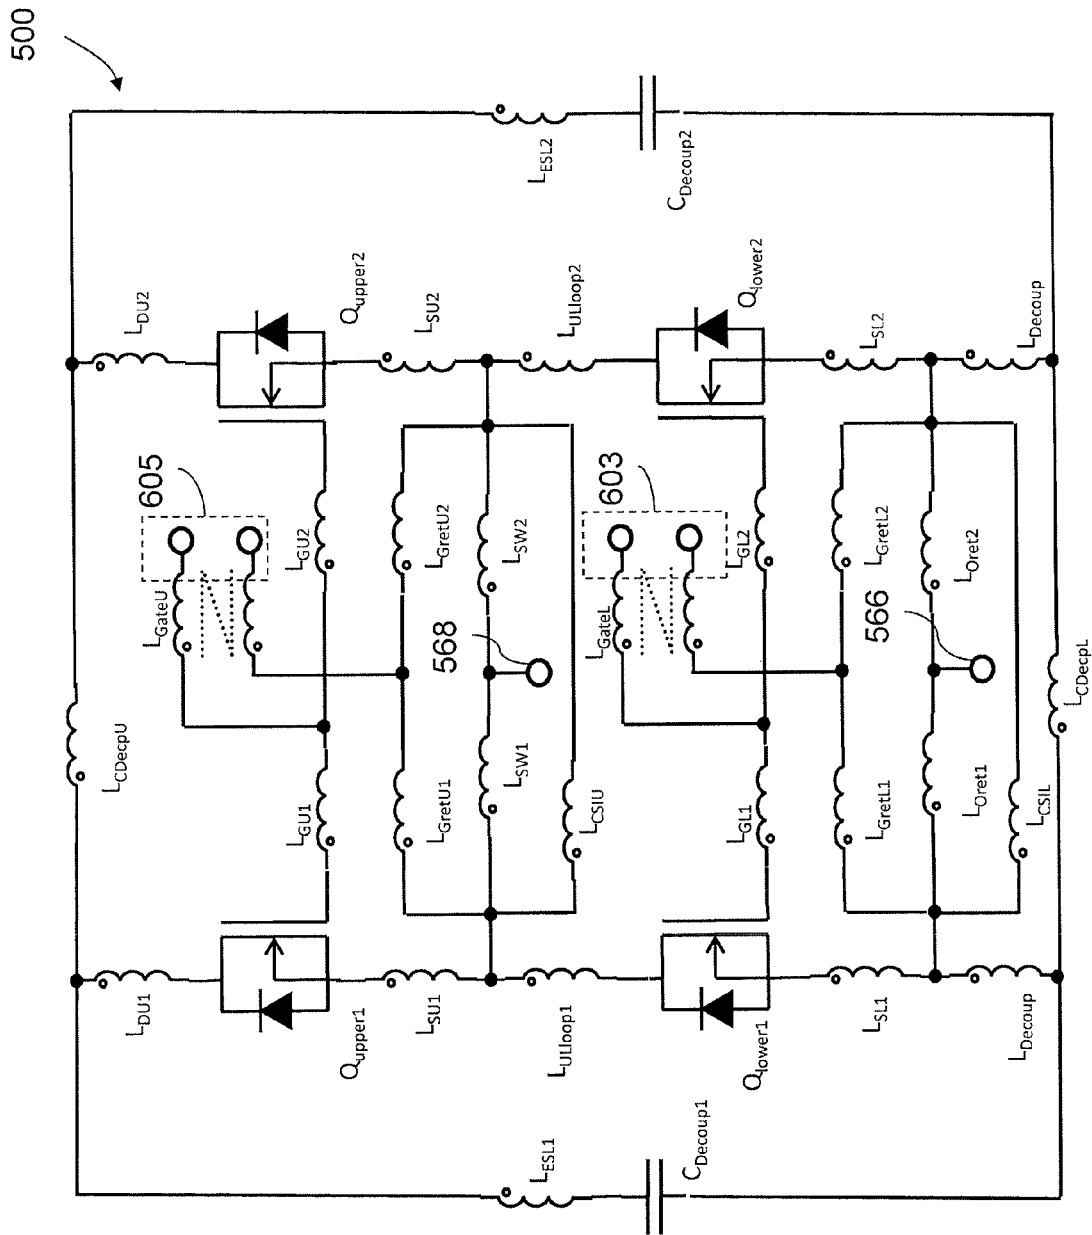 500
L_ESL2
C_Decoup2
L_DU2
Q_upper2
L_SU2
L_ULloop2
Q_lower2
L_SL2
L_Decoup
605
L_GateU
L_GU2
L_GretU2
L_SW2
568
603
L_GateL
L_GL2
L_GretL2
L_Oret2
566
L_CDecpU
L_GU1
L_GretU1
L_SW1
L_CSIU
L_GL1
L_GretL1
L_Oret1
L_CSIL
L_CDecpL
L_DU1
Q_upper1
L_SU1
L_ULloop1
Q_lower1
L_SL1
L_Decoup
L_ESL1
C_Decoup1